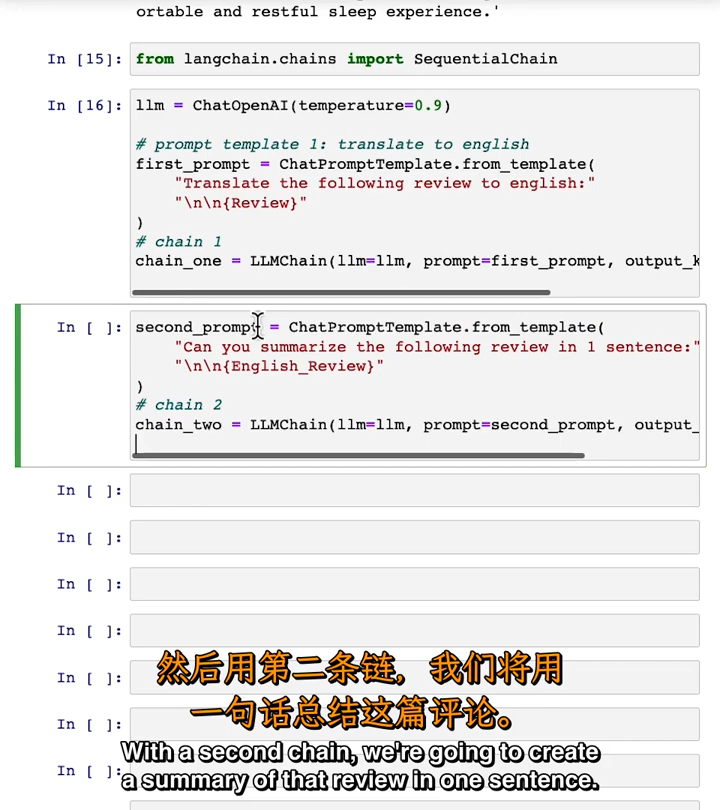 ortable and restful sleep experience.'
In [15]: from langchain.chains import SequentialChain
In [16]: llm = ChatOpenAI(temperature=0.9)
# prompt template 1: translate to english
first_prompt = ChatPromptTemplate.from_template(
"Translate the following review to english:"
"\n\n{Review}"
)
# chain 1
chain_one = LLMChain(llm=llm, prompt=first_prompt, output_k
In [ ]: second_prompt = ChatPromptTemplate.from_template(
"Can you summarize the following review in 1 sentence:"
"\n\n{English_Review}"
)
# chain 2
chain_two = LLMChain(llm=llm, prompt=second_prompt, output_
In [ ]:
In [ ]:
In [ ]:
In [ ]:
In [ ]:
In [ ]:
In [ ]:
然后用第二条链，我们将用
一句话总结这篇评论。
With a second chain, we're going to create
a summary of that review in one sentence.